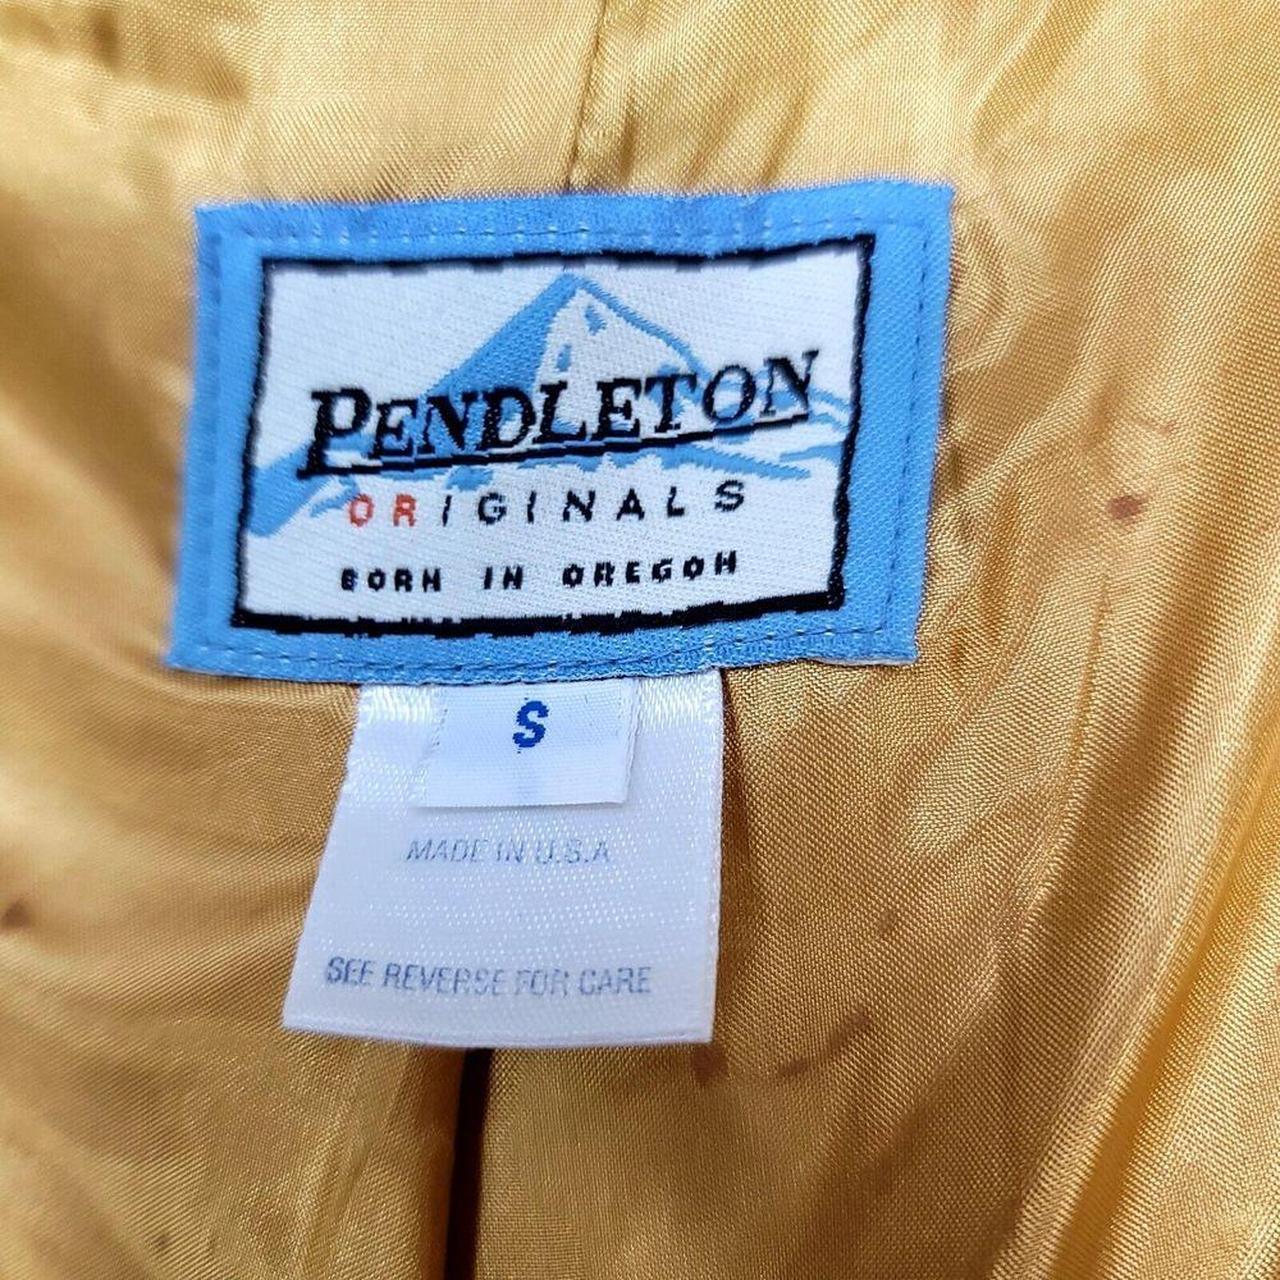 PENDLETON
ORIGINALS
BORN IN OREGON
S
MADE IN U.S.A
SEE REVERSE FOR CARE